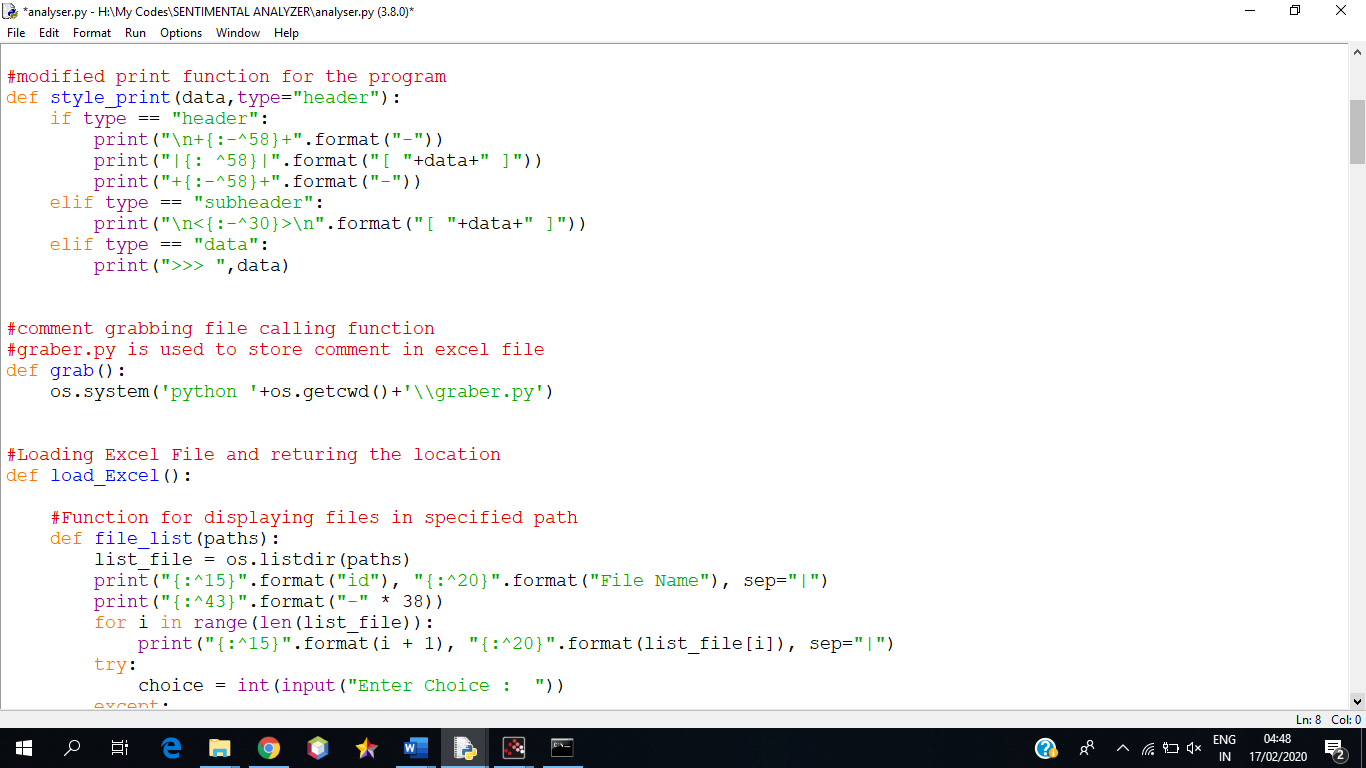 *analyser.py - H:\My Codes\SENTIMENTAL ANALYZER\analyser.py (3.8.0)*
File Edit Format Run Options Window Help
#modified print function for the program
def style_print(data,type="header"):
    if type == "header":
        print("\n+{:-^58}+".format("-"))
        print("|{: ^58}|".format("[ "+data+" ]"))
        print("+{:-^58}+".format("-"))
    elif type == "subheader":
        print("\n<{:-^30}>\n".format("[ "+data+" ]"))
    elif type == "data":
        print(">>> ",data)
#comment grabbing file calling function
#graber.py is used to store comment in excel file
def grab():
    os.system('python '+os.getcwd()+'\\graber.py')
#Loading Excel File and returing the location
def load_Excel():
    #Function for displaying files in specified path
    def file_list(paths):
        list_file = os.listdir(paths)
        print("{:^15}".format("id"), "{:^20}".format("File Name"), sep="|")
        print("{:^43}".format("-" * 38))
        for i in range(len(list_file)):
            print("{:^15}".format(i + 1), "{:^20}".format(list_file[i]), sep="|")
        try:
            choice = int(input("Enter Choice :  "))
        except:
Ln: 8 Col: 0
ENG
IN
04:48
17/02/2020
2